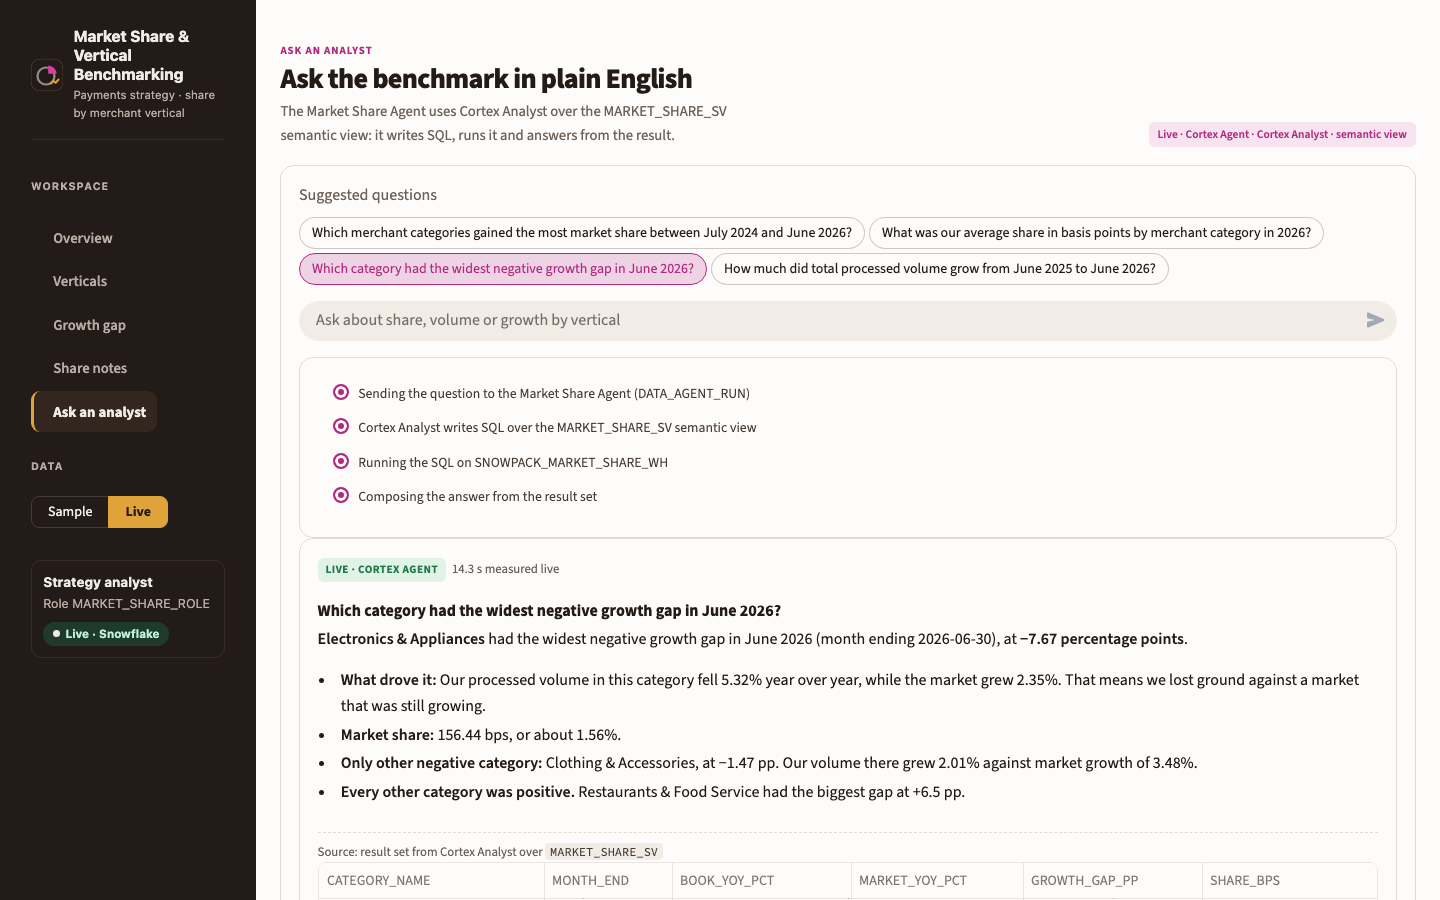 Market Share &
Vertical
Benchmarking
Payments strategy · share
by merchant vertical
WORKSPACE
Overview
Verticals
Growth gap
Share notes
Ask an analyst
DATA
Sample
Live
Strategy analyst
Role MARKET_SHARE_ROLE
Live · Snowflake
ASK AN ANALYST
Ask the benchmark in plain English
The Market Share Agent uses Cortex Analyst over the MARKET_SHARE_SV
semantic view: it writes SQL, runs it and answers from the result.
Live · Cortex Agent · Cortex Analyst · semantic view
Suggested questions
Which merchant categories gained the most market share between July 2024 and June 2026?
What was our average share in basis points by merchant category in 2026?
Which category had the widest negative growth gap in June 2026?
How much did total processed volume grow from June 2025 to June 2026?
Ask about share, volume or growth by vertical
Sending the question to the Market Share Agent (DATA_AGENT_RUN)
Cortex Analyst writes SQL over the MARKET_SHARE_SV semantic view
Running the SQL on SNOWPACK_MARKET_SHARE_WH
Composing the answer from the result set
LIVE · CORTEX AGENT
14.3 s measured live
Which category had the widest negative growth gap in June 2026?
Electronics & Appliances had the widest negative growth gap in June 2026 (month ending 2026-06-30), at −7.67 percentage points.
• What drove it: Our processed volume in this category fell 5.32% year over year, while the market grew 2.35%. That means we lost ground against a market
that was still growing.
• Market share: 156.44 bps, or about 1.56%.
• Only other negative category: Clothing & Accessories, at −1.47 pp. Our volume there grew 2.01% against market growth of 3.48%.
• Every other category was positive. Restaurants & Food Service had the biggest gap at +6.5 pp.
Source: result set from Cortex Analyst over MARKET_SHARE_SV
CATEGORY_NAME MONTH_END BOOK_YOY_PCT MARKET_YOY_PCT GROWTH_GAP_PP SHARE_BPS